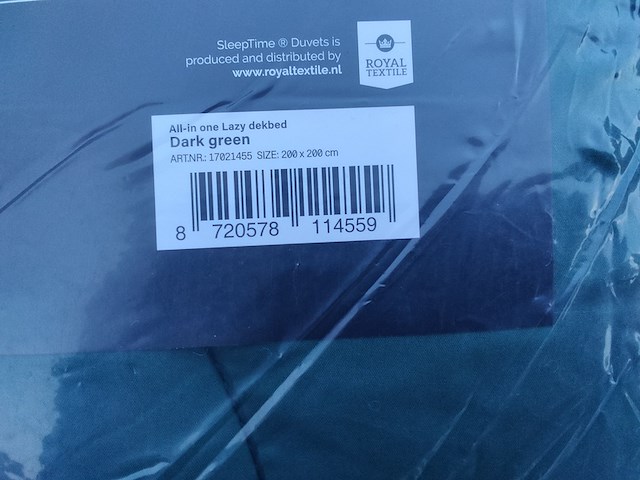 SleepTime ® Duvets is
produced and distributed by
www.royaltextile.nl
ROYAL
TEXTILE
All-in one Lazy dekbed
Dark green
ART.NR.: 17021455 SIZE: 200 x 200 cm
8 720578 114559